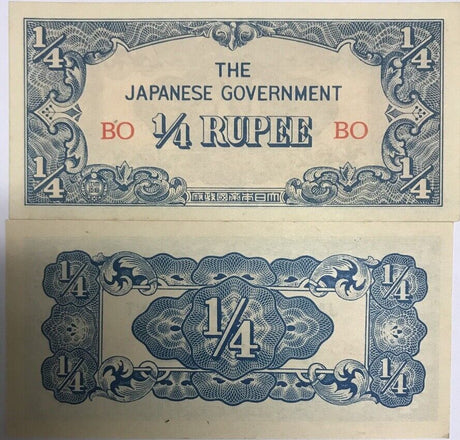 1/4 1/4
THE
JAPANESE GOVERNMENT
BO 1/4 RUPEE BO
1/4 1/4
1/4 1/4
1/4
1/4 1/4